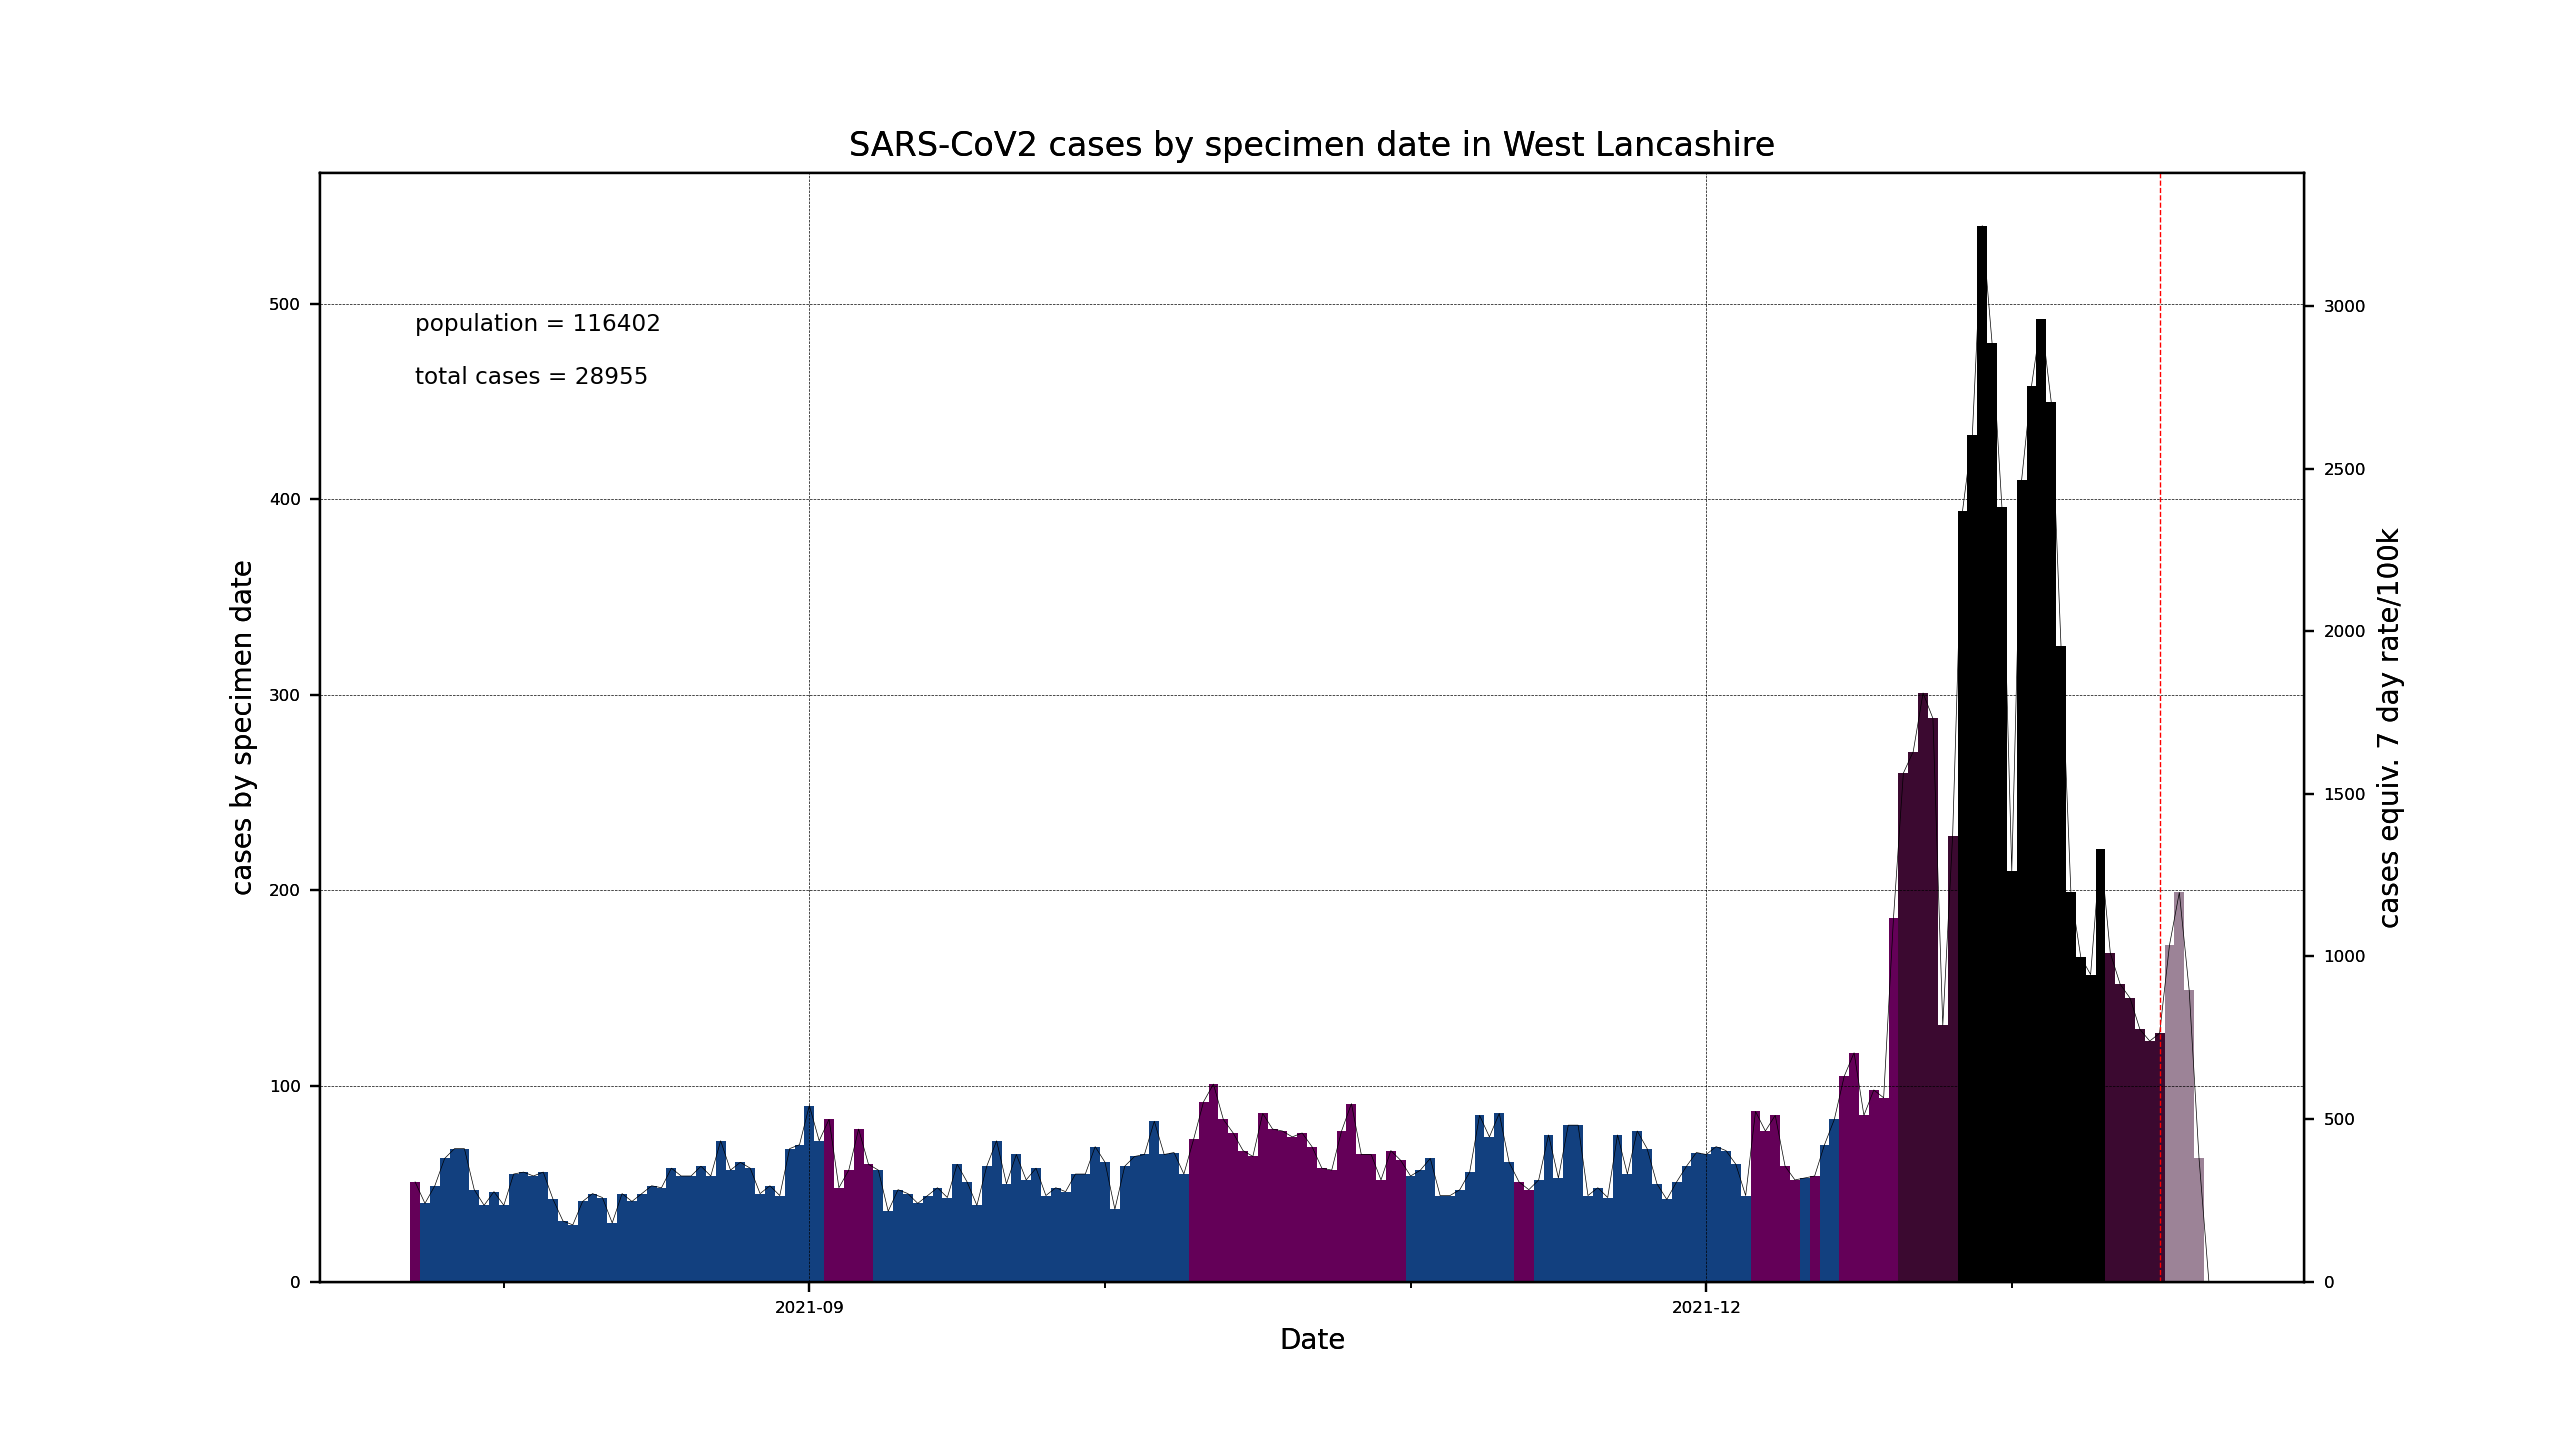 SARS-CoV2 cases by specimen date in West Lancashire
population = 116402
total cases = 28955
cases by specimen date
500
400
300
200
100
0
3000
2500
2000
1500
1000
500
0
cases equiv. 7 day rate/100k
2021-09
2021-12
Date